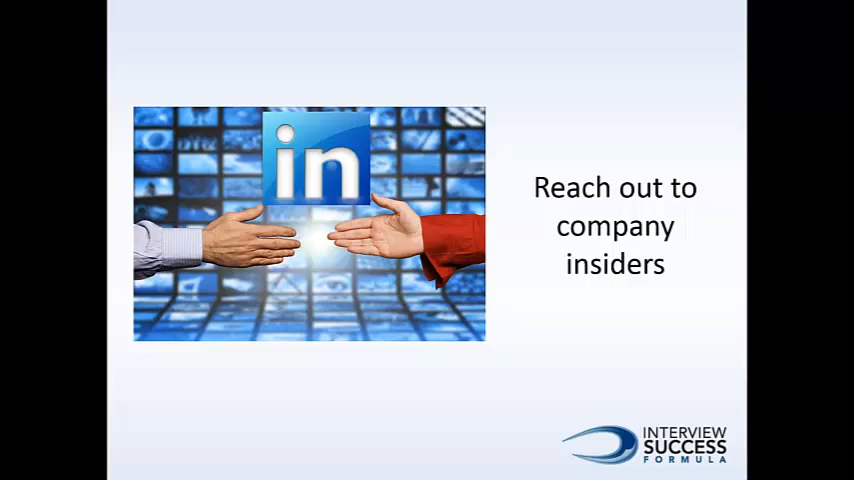 in
Reach out to
company
insiders
INTERVIEW
SUCCESS
FORMULA